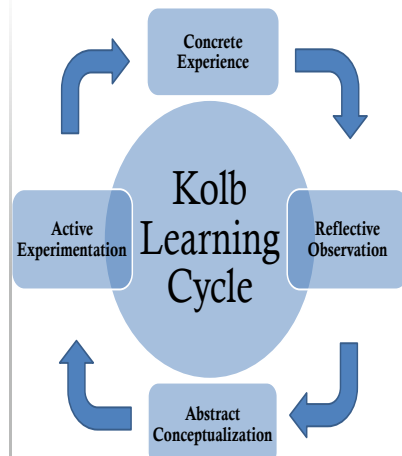 Concrete
Experience
Kolb
Learning
Cycle
Reflective
Observation
Abstract
Conceptualization
Active
Experimentation